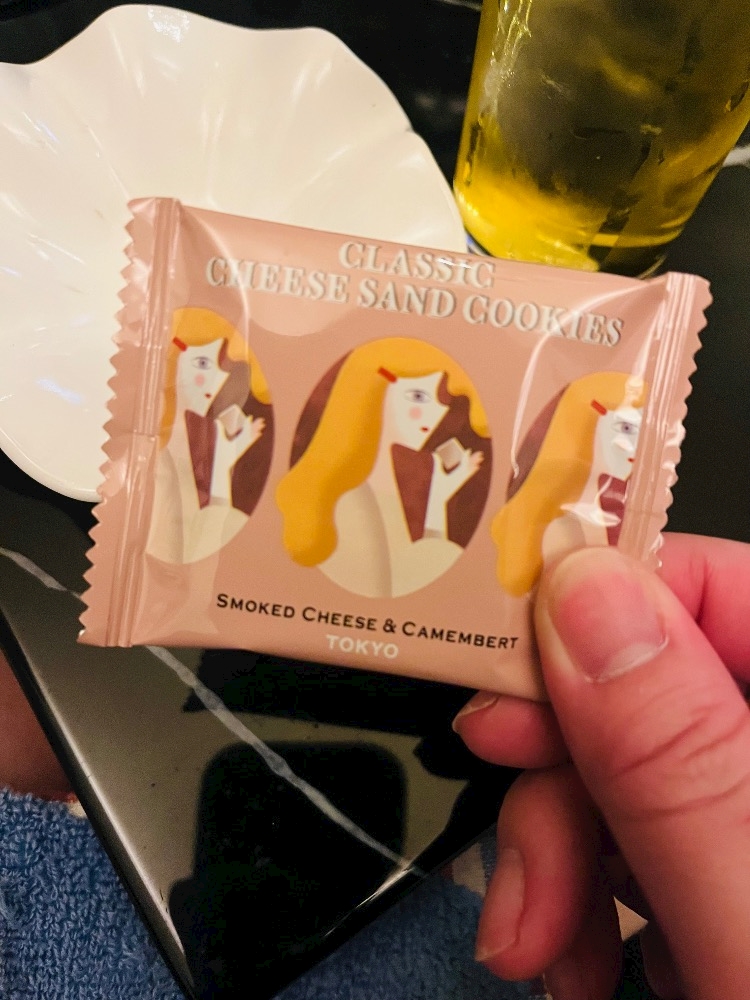 CLASSIC
CHEESE SAND COOKIES
SMOKED CHEESE & CAMEMBERT
TOKYO